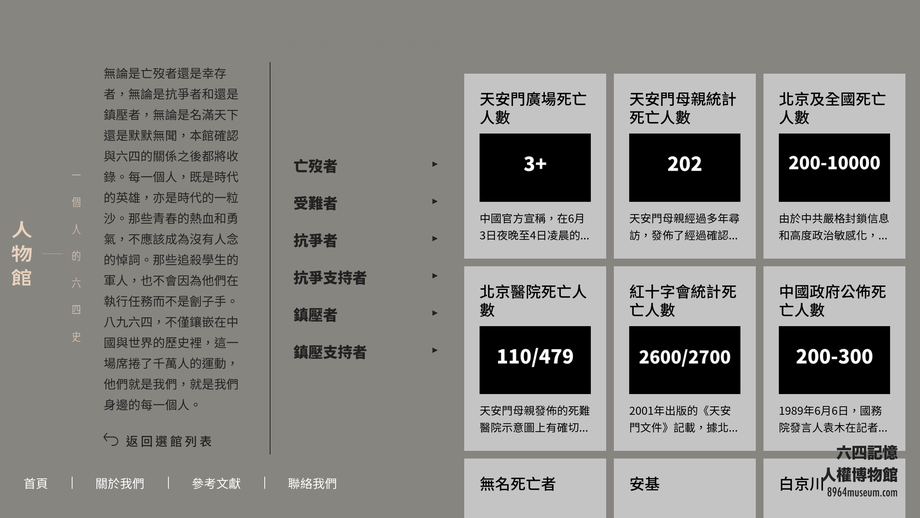 人物館
一個人的六四史
無論是亡歿者還是幸存
者，無論是抗爭者和還是
鎮壓者，無論是名滿天下
還是默默無聞，本館確認
與六四的關係之後都將收
錄。每一個人，既是時代
的英雄，亦是時代的一粒
沙。那些青春的熱血和勇
氣，不應該成為沒有人念
的悼詞。那些追殺學生的
軍人，也不會因為他們在
執行任務而不是劊子手。
八九六四，不僅鑲嵌在中
國與世界的歷史裡，這一
場席捲了千萬人的運動，
他們就是我們，就是我們
身邊的每一個人。
返回選館列表
亡歿者
受難者
抗爭者
抗爭支持者
鎮壓者
鎮壓支持者
天安門廣場死亡
人數
3+
中國官方宣稱，在6月
3日夜晚至4日凌晨的...
天安門母親統計
死亡人數
202
天安門母親經過多年尋
訪，發佈了經過確認...
北京及全國死亡
人數
200-10000
由於中共嚴格封鎖信息
和高度政治敏感化，...
北京醫院死亡人
數
110/479
天安門母親發佈的死難
醫院示意圖上有確切...
紅十字會統計死
亡人數
2600/2700
2001年出版的《天安
門文件》記載，據北...
中國政府公佈死
亡人數
200-300
1989年6月6日，國務
院發言人袁木在記者...
無名死亡者
安基
白京川
六四記憶
人權博物館
8964museum.com
首頁
關於我們
參考文獻
聯絡我們